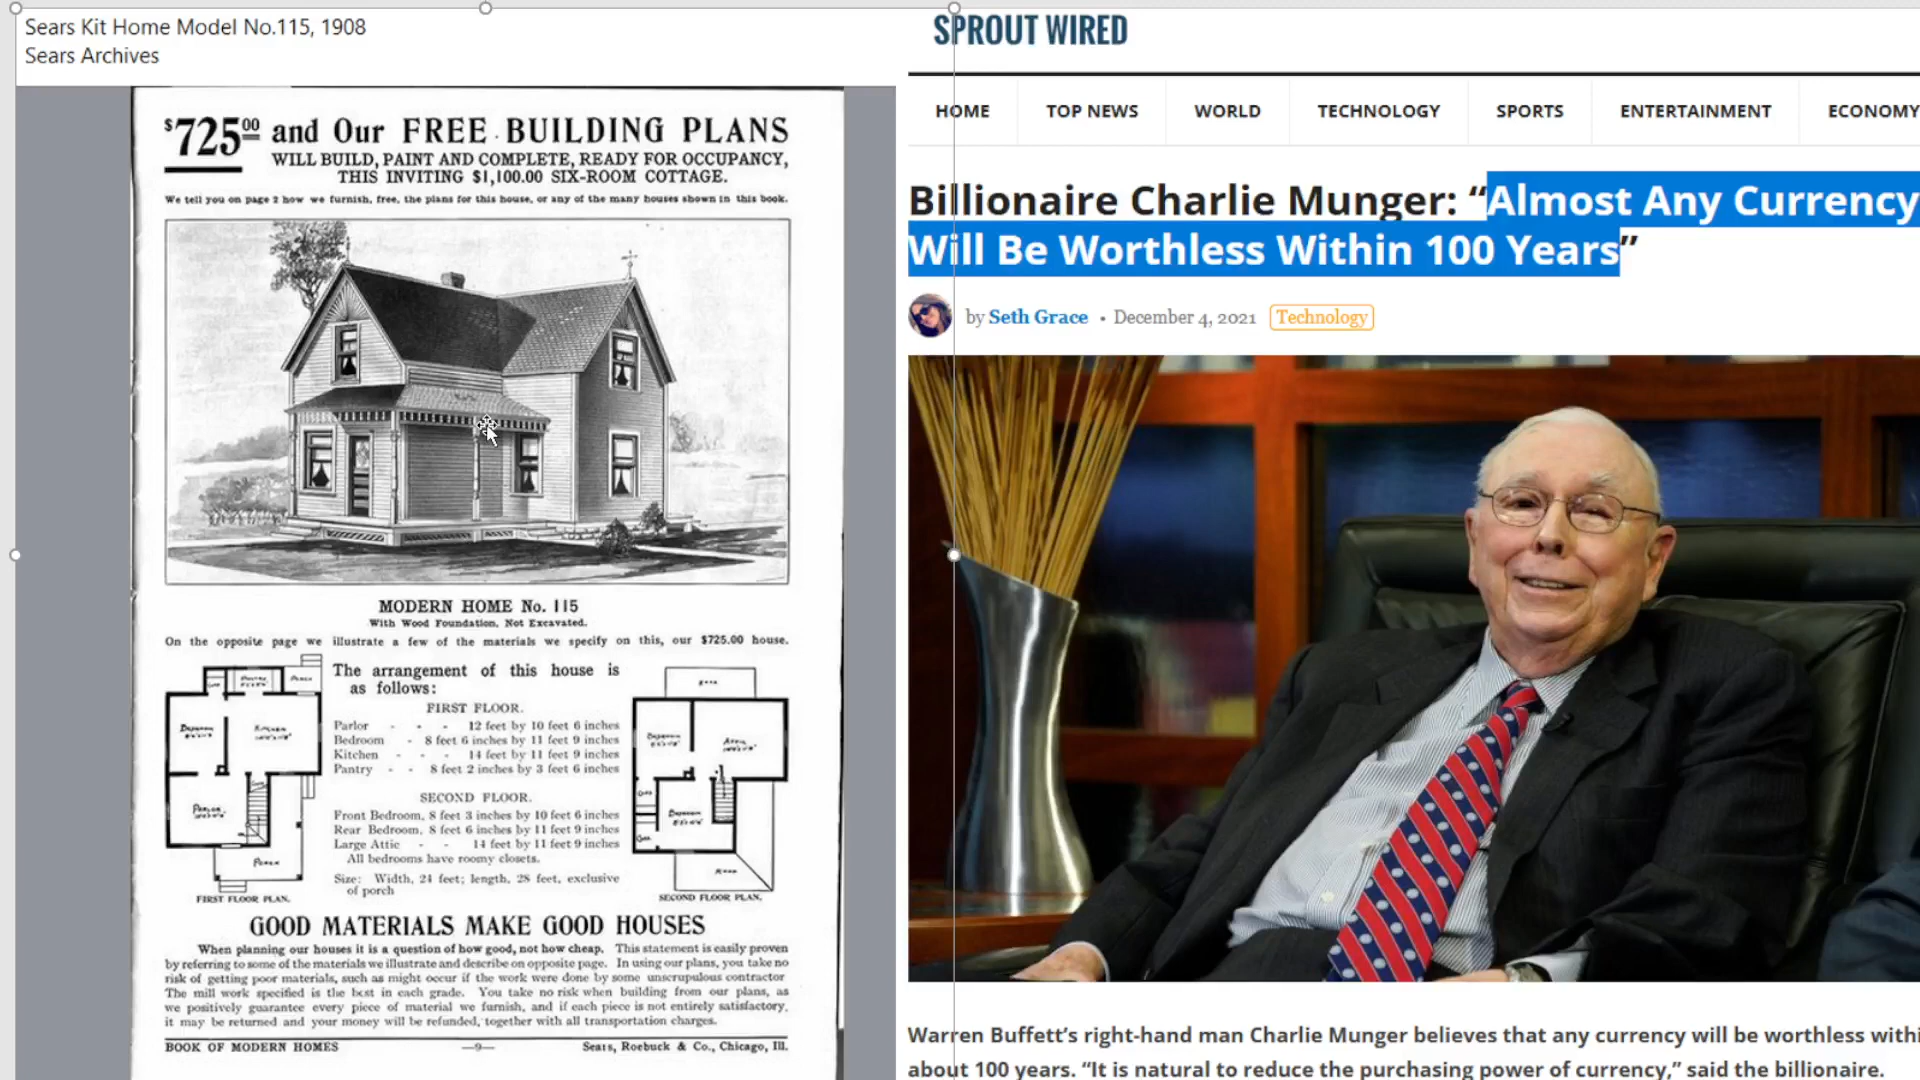 Sears Kit Home Model No.115, 1908
Sears Archives
$725.00 and Our FREE BUILDING PLANS
WILL BUILD, PAINT AND COMPLETE, READY FOR OCCUPANCY,
THIS INVITING $1,100.00 SIX-ROOM COTTAGE.
We tell you on page 2 how we furnish, free, the plans for this house, or any of the many houses shown in this book.
MODERN HOME No. 115
With Wood Foundation, Not Excavated.
On the opposite page we illustrate a few of the materials we specify on this, our $725.00 house.
The arrangement of this house is
as follows:
FIRST FLOOR.
Parlor - - - 12 feet by 10 feet 6 inches
Bedroom - 8 feet 6 inches by 11 feet 9 inches
Kitchen - - - 14 feet by 11 feet 9 inches
Pantry - - 8 feet 2 inches by 3 feet 6 inches
SECOND FLOOR.
Front Bedroom, 8 feet 3 inches by 10 feet 6 inches
Rear Bedroom, 8 feet 6 inches by 11 feet 9 inches
Large Attic - - 14 feet by 11 feet 9 inches
All bedrooms have roomy closets.
Size: Width, 24 feet; length, 28 feet, exclusive
of porch
Bedroom
Kitchen
Parlor
Porch
Porch
FIRST FLOOR PLAN.
Roof
Bedroom
Attic
Bedroom
Roof
SECOND FLOOR PLAN.
GOOD MATERIALS MAKE GOOD HOUSES
When planning our houses it is a question of how good, not how cheap. This statement is easily proven
by referring to some of the materials we illustrate and describe on opposite page. In using our plans, you take no
risk of getting poor materials, such as might occur if the work were done by some unscrupulous contractor
The mill work specified is the best in each grade. You take no risk when building from our plans, as
we positively guarantee every piece of material we furnish, and if each piece is not entirely satisfactory,
it may be returned and your money will be refunded, together with all transportation charges.
BOOK OF MODERN HOMES —9— Sears, Roebuck & Co., Chicago, Ill.
SPROUT WIRED
HOME TOP NEWS WORLD TECHNOLOGY SPORTS ENTERTAINMENT ECONOMY
Billionaire Charlie Munger: “Almost Any Currency
Will Be Worthless Within 100 Years”
by Seth Grace • December 4, 2021 Technology
Warren Buffett’s right-hand man Charlie Munger believes that any currency will be worthless withi
about 100 years. “It is natural to reduce the purchasing power of currency,” said the billionaire.